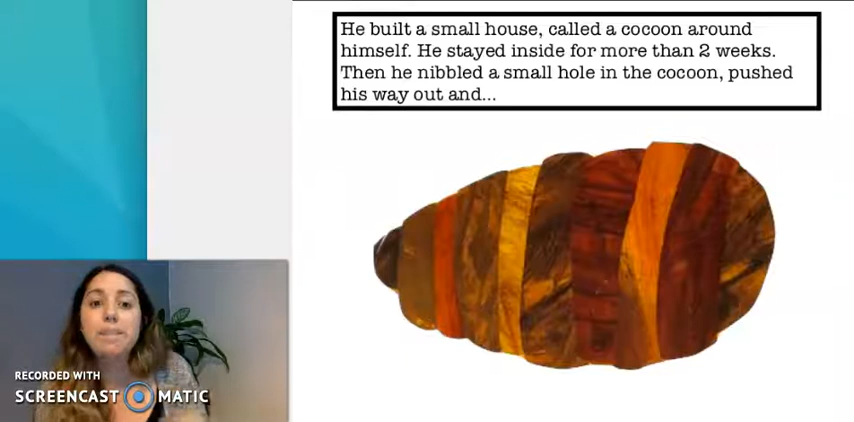 He built a small house, called a cocoon around
himself. He stayed inside for more than 2 weeks.
Then he nibbled a small hole in the cocoon, pushed
his way out and...
RECORDED WITH
SCREENCAST MATIC